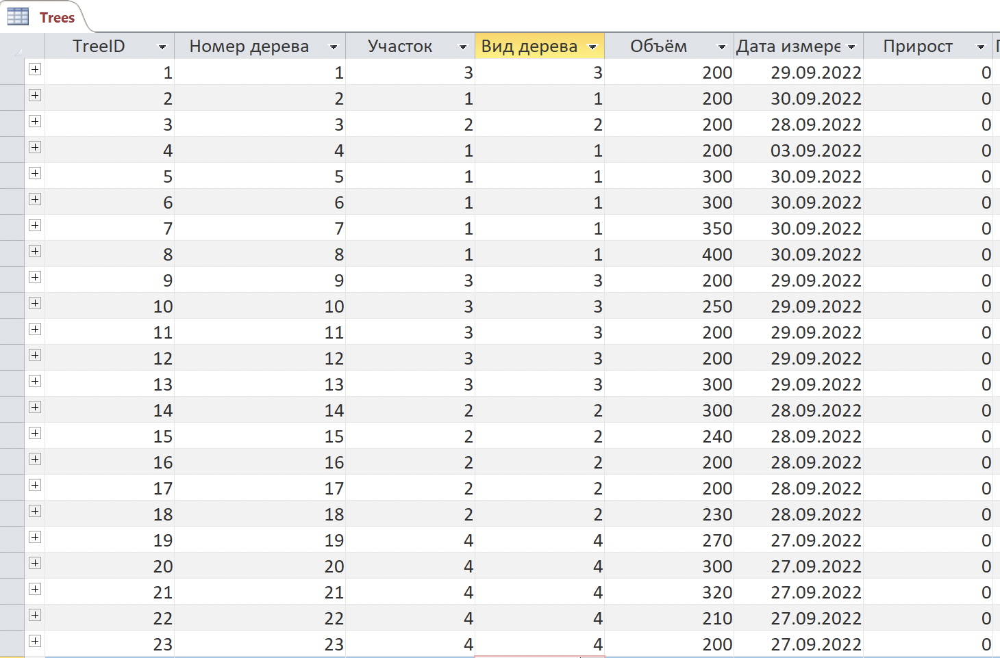 Trees
TreeID Номер дерева Участок Вид дерева Объём Дата измере Прирост
1 1 3 3 200 29.09.2022 0
2 2 1 1 200 30.09.2022 0
3 3 2 2 200 28.09.2022 0
4 4 1 1 200 03.09.2022 0
5 5 1 1 300 30.09.2022 0
6 6 1 1 300 30.09.2022 0
7 7 1 1 350 30.09.2022 0
8 8 1 1 400 30.09.2022 0
9 9 3 3 200 29.09.2022 0
10 10 3 3 250 29.09.2022 0
11 11 3 3 200 29.09.2022 0
12 12 3 3 200 29.09.2022 0
13 13 3 3 300 29.09.2022 0
14 14 2 2 300 28.09.2022 0
15 15 2 2 240 28.09.2022 0
16 16 2 2 200 28.09.2022 0
17 17 2 2 200 28.09.2022 0
18 18 2 2 230 28.09.2022 0
19 19 4 4 270 27.09.2022 0
20 20 4 4 300 27.09.2022 0
21 21 4 4 320 27.09.2022 0
22 22 4 4 210 27.09.2022 0
23 23 4 4 200 27.09.2022 0